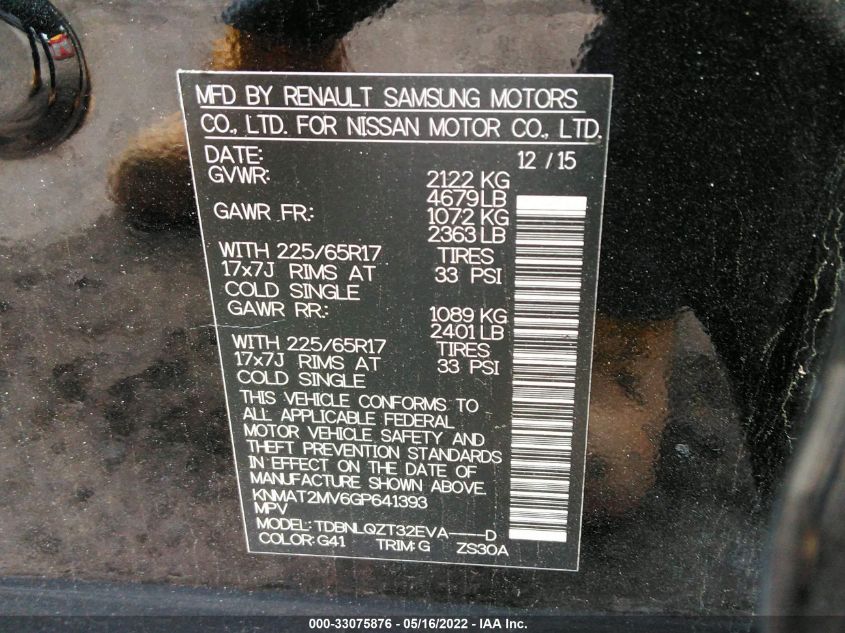 MFD BY RENAULT SAMSUNG MOTORS
CO., LTD. FOR NISSAN MOTOR CO., LTD.
DATE: 12 / 15
GVWR: 2122 KG
4679 LB
GAWR FR: 1072 KG
2363 LB
WITH 225/65R17 TIRES
17x7J RIMS AT 33 PSI
COLD SINGLE
GAWR RR: 1089 KG
2401 LB
WITH 225/65R17 TIRES
17x7J RIMS AT 33 PSI
COLD SINGLE
THIS VEHICLE CONFORMS TO
ALL APPLICABLE FEDERAL
MOTOR VEHICLE SAFETY AND
THEFT PREVENTION STANDARDS
IN EFFECT ON THE DATE OF
MANUFACTURE SHOWN ABOVE.
KNMAT2MV6GP641393
MPV
MODEL: TDBNLQZT32EVA----D
COLOR: G41 TRIM: G ZS30A
000-33075876 - 05/16/2022 - IAA Inc.